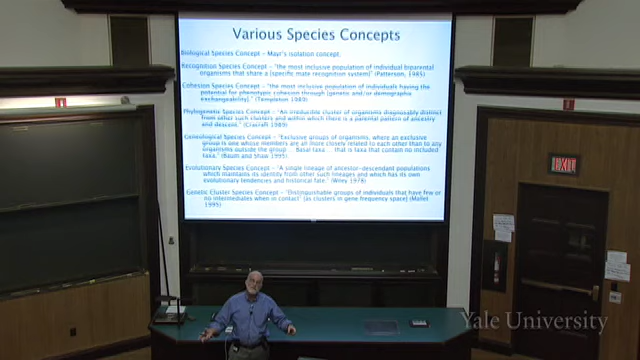 Various Species Concepts
Biological Species Concept – Mayr's isolation concept.
Recognition Species Concept – "the most inclusive population of individual biparental
organisms that share a [specific mate recognition system]" (Patterson, 1985)
Cohesion Species Concept – "the most inclusive population of individuals having the
potential for phenotypic cohesion through [genetic and/or demographic
exchangeability]." (Templeton 1989)
Phylogenetic Species Concept – "An irreducible cluster of organisms diagnosably distinct
from other such clusters and within which there is a parental pattern of ancestry
and descent." (Cracraft 1989)
Genealogical Species Concept – "Exclusive groups of organisms, where an exclusive
group is one whose members are all more closely related to each other than to any
organisms outside the group ... Basal taxa ... that is taxa that contain no included
taxa." (Baum and Shaw 1995)
Evolutionary Species Concept – "A single lineage of ancestor-descendant populations
which maintains its identity from other such lineages and which has its own
evolutionary tendencies and historical fate." (Wiley 1978)
Genetic Cluster Species Concept – "Distinguishable groups of individuals that have few or
no intermediates when in contact" (as clusters in gene frequency space) (Mallet
1995)
EXIT
Yale University